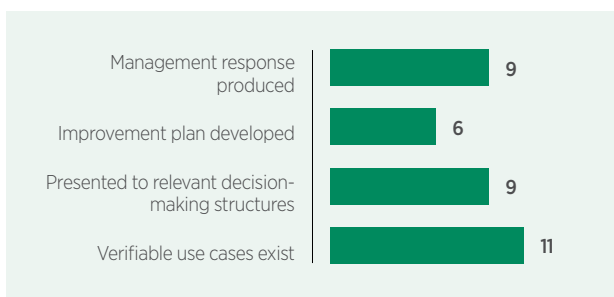 Management response
produced
9
Improvement plan developed
6
Presented to relevant decision-
making structures
9
Verifiable use cases exist
11